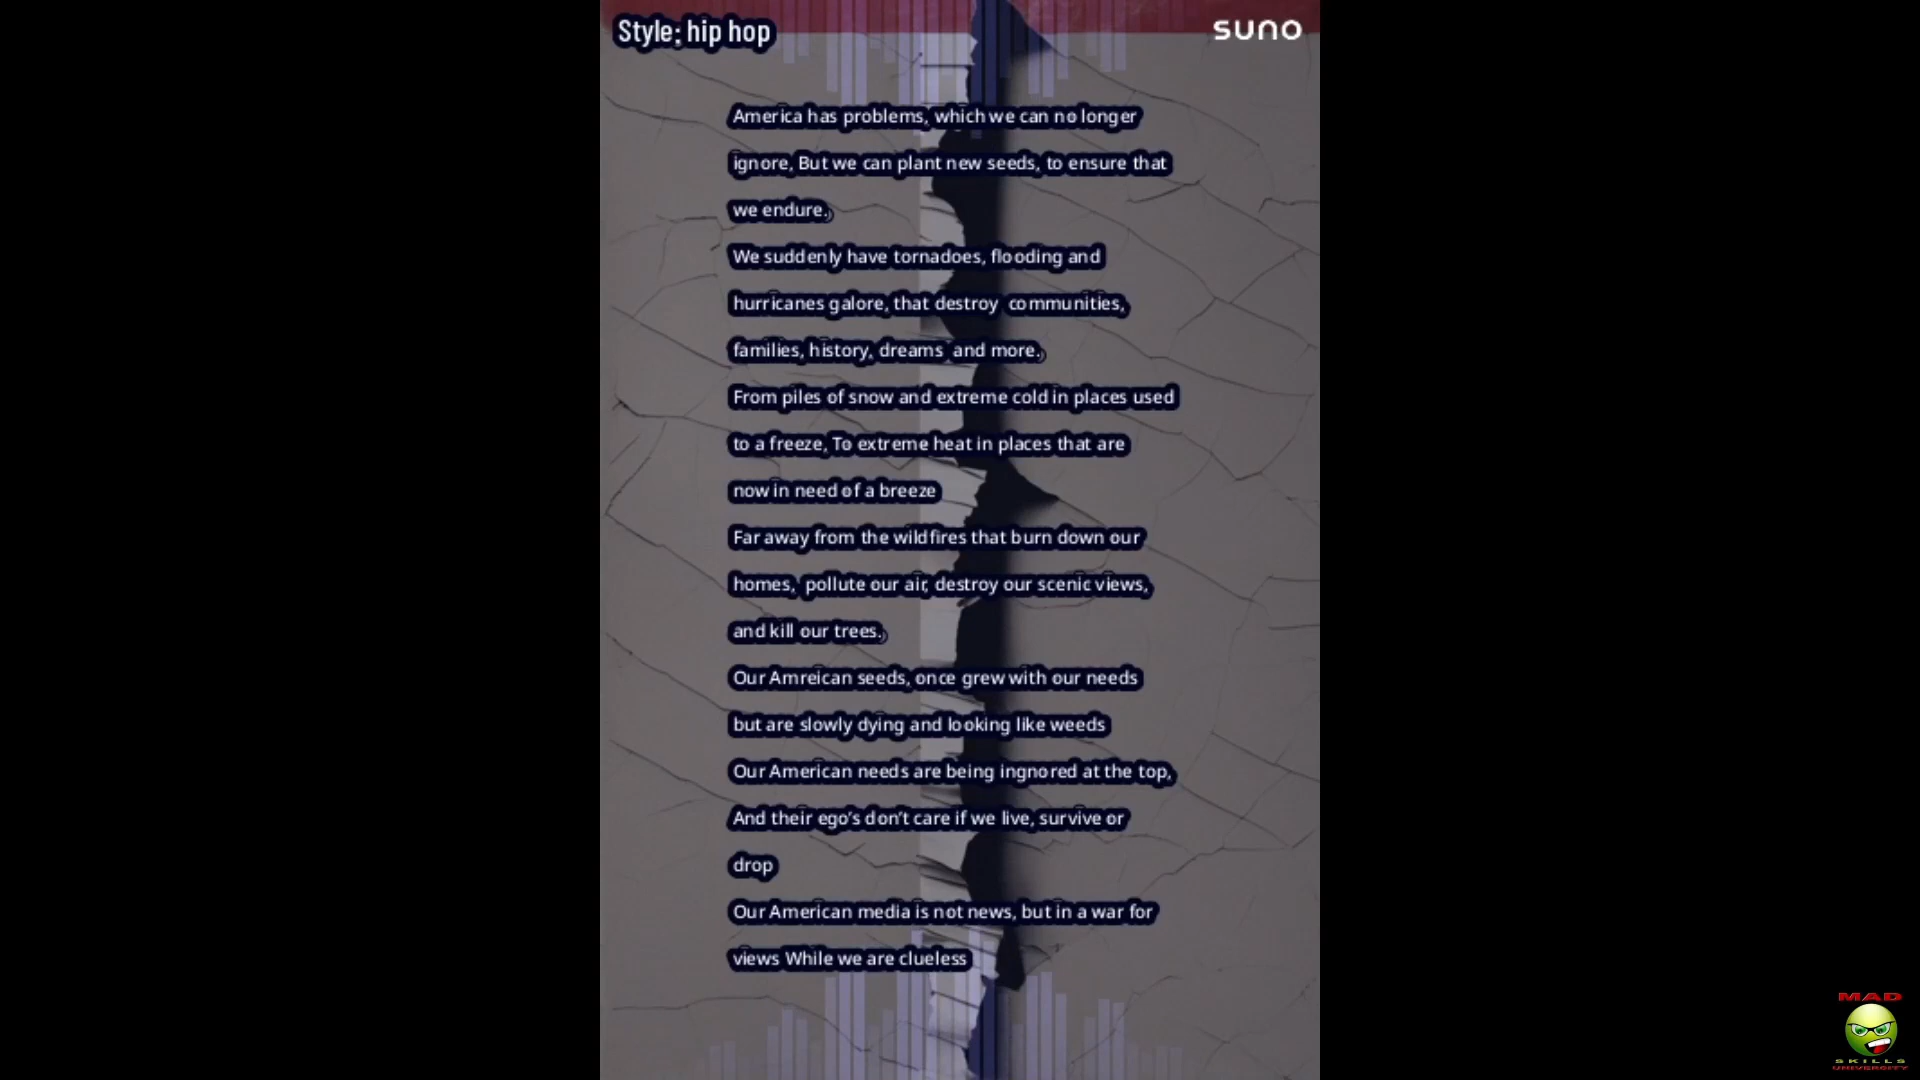 Style: hip hop
suno
America has problems, which we can no longer
ignore, But we can plant new seeds, to ensure that
we endure.
We suddenly have tornadoes, flooding and
hurricanes galore, that destroy  communities,
families, history, dreams  and more.
From piles of snow and extreme cold in places used
to a freeze, To extreme heat in places that are
now in need of a breeze
Far away from the wildfires that burn down our
homes,  pollute our air, destroy our scenic views,
and kill our trees.
Our Amreican seeds, once grew with our needs
but are slowly dying and looking like weeds
Our American needs are being ingnored at the top,
And their ego's don't care if we live, survive or
drop
Our American media is not news, but in a war for
views While we are clueless
MAD
SKILLS
UNIVERSITY